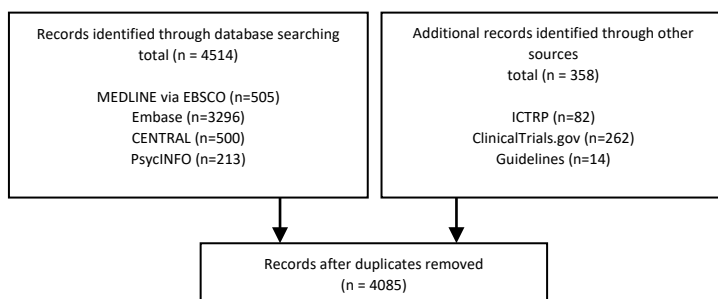 Records identified through database searching
total (n = 4514)
MEDLINE via EBSCO (n=505)
Embase (n=3296)
CENTRAL (n=500)
PsycINFO (n=213)
Additional records identified through other
sources
total (n = 358)
ICTRP (n=82)
ClinicalTrials.gov (n=262)
Guidelines (n=14)
Records after duplicates removed
(n = 4085)